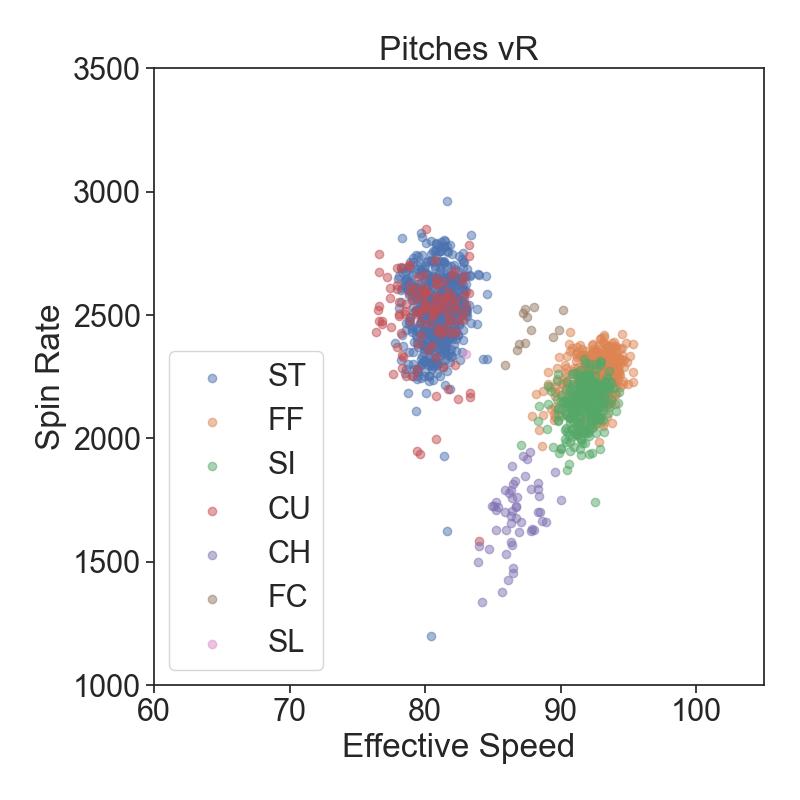 Pitches vR
Spin Rate
3500
3000
2500
2000
1500
1000
ST
FF
SI
CU
CH
FC
SL
60 70 80 90 100
Effective Speed